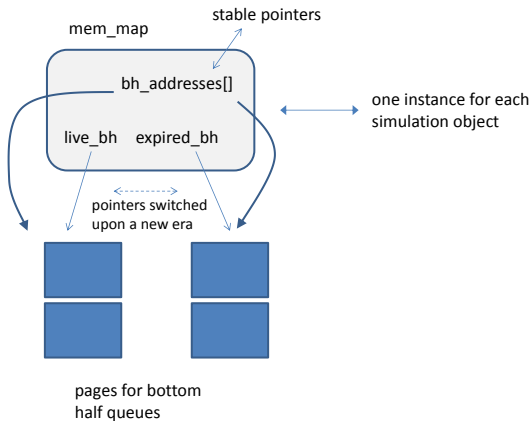 stable pointers
mem_map
bh_addresses[]
one instance for each
simulation object
live_bh expired_bh
pointers switched
upon a new era
pages for bottom
half queues